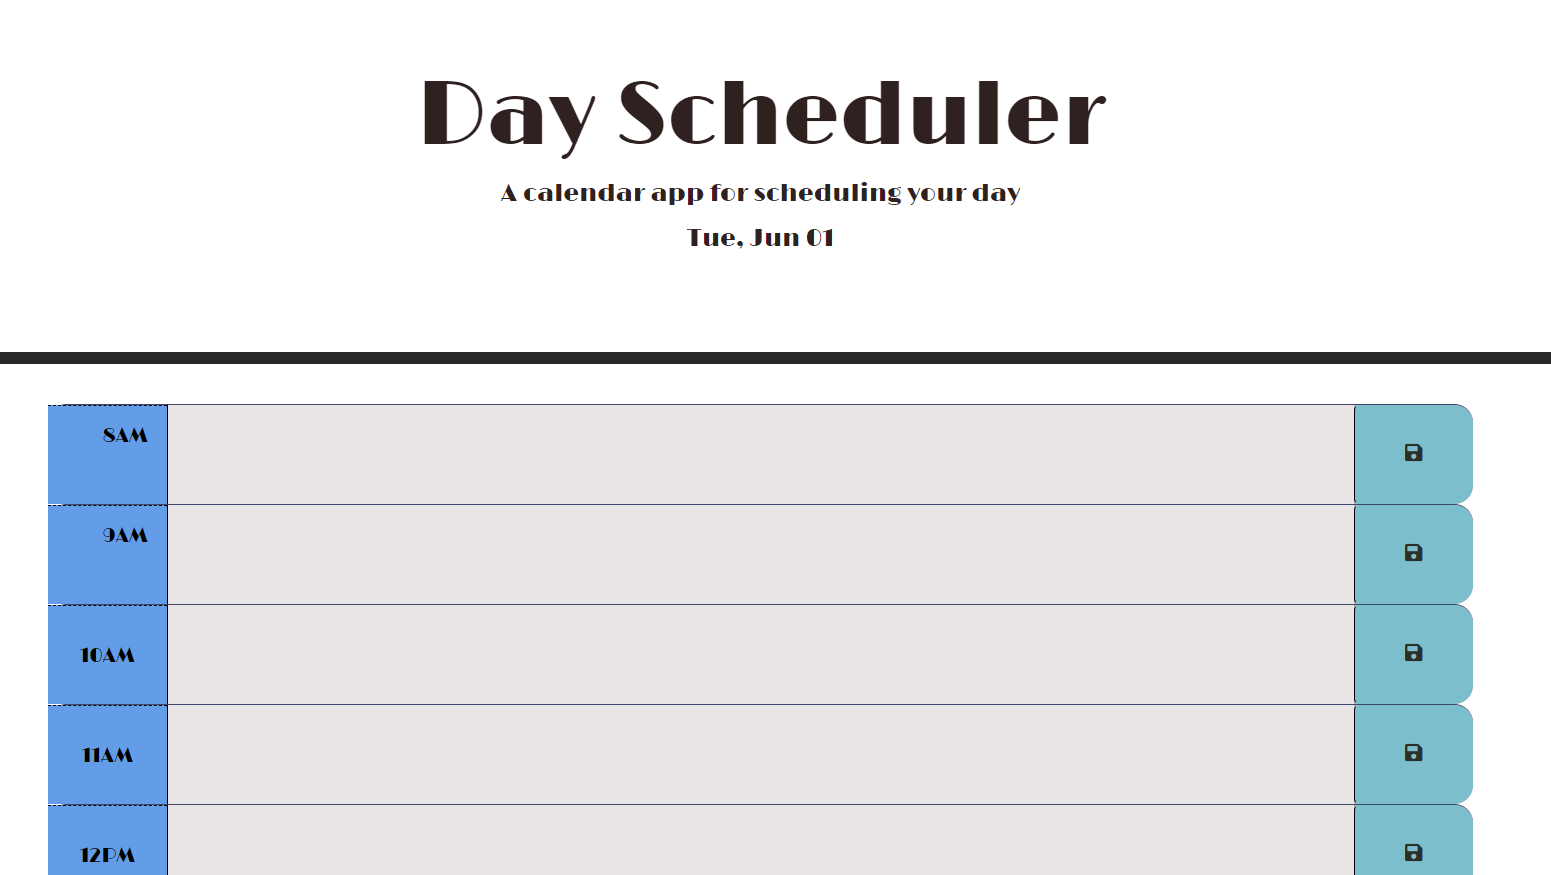 Day Scheduler
A calendar app for scheduling your day
Tue, Jun 01
8AM
9AM
10AM
11AM
12PM